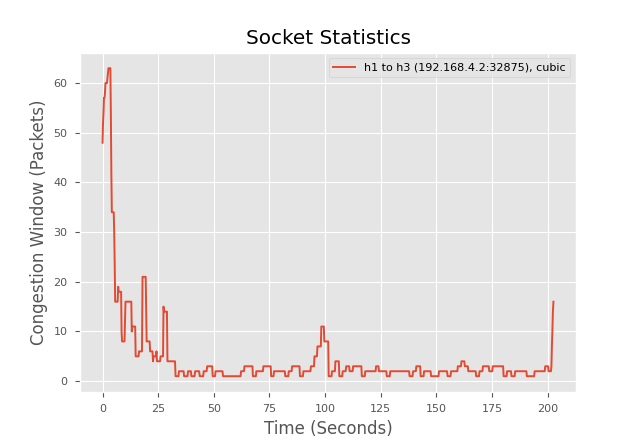 Socket Statistics
h1 to h3 (192.168.4.2:32875), cubic
Congestion Window (Packets)
60
50
40
30
20
10
0
0 25 50 75 100 125 150 175 200
Time (Seconds)